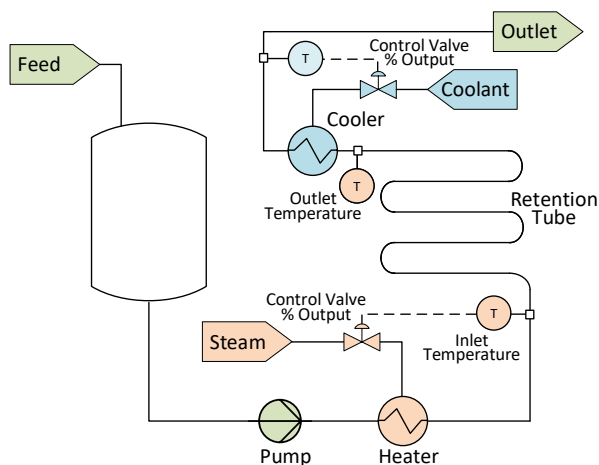 Outlet
Feed
T
Control Valve
% Output
Coolant
Cooler
T
Outlet
Temperature
Retention
Tube
Control Valve
% Output
T
Steam
Inlet
Temperature
Pump
Heater